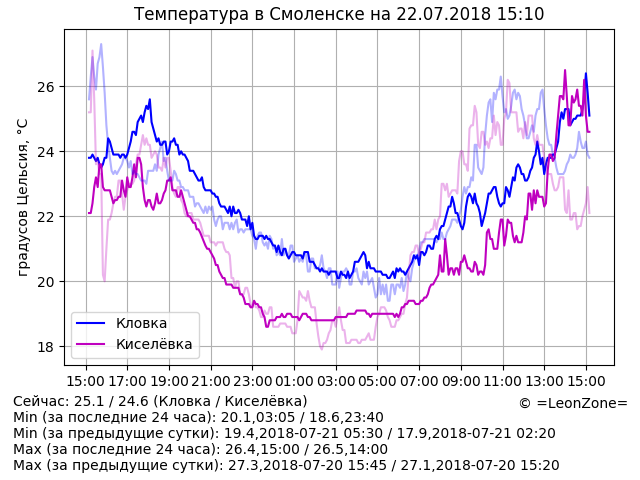 Температура в Смоленске на 22.07.2018 15:10
градусов Цельсия, °C
26
24
22
20
18
Кловка
Киселёвка
15:00 17:00 19:00 21:00 23:00 01:00 03:00 05:00 07:00 09:00 11:00 13:00 15:00
Сейчас: 25.1 / 24.6 (Кловка / Киселёвка)
© =LeonZone=
Min (за последние 24 часа): 20.1,03:05 / 18.6,23:40
Min (за предыдущие сутки): 19.4,2018-07-21 05:30 / 17.9,2018-07-21 02:20
Max (за последние 24 часа): 26.4,15:00 / 26.5,14:00
Max (за предыдущие сутки): 27.3,2018-07-20 15:45 / 27.1,2018-07-20 15:20